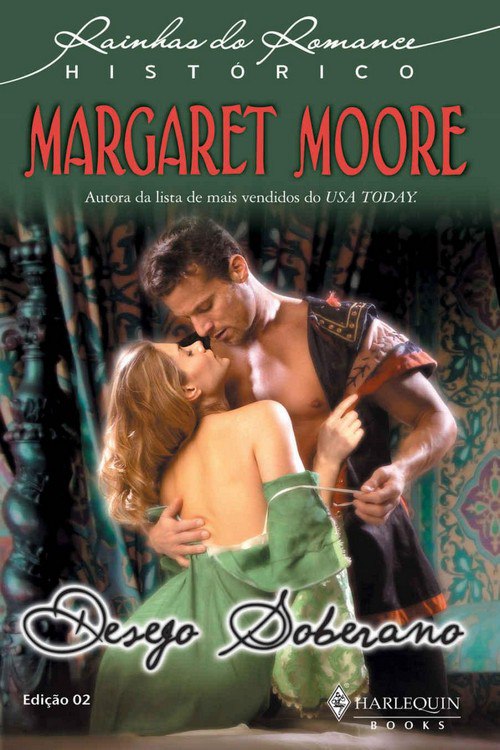 Rainhas do Romance
HISTÓRICO
MARGARET MOORE
Autora da lista de mais vendidos do USA TODAY.
Desejo Soberano
Edição 02
HARLEQUIN
BOOKS